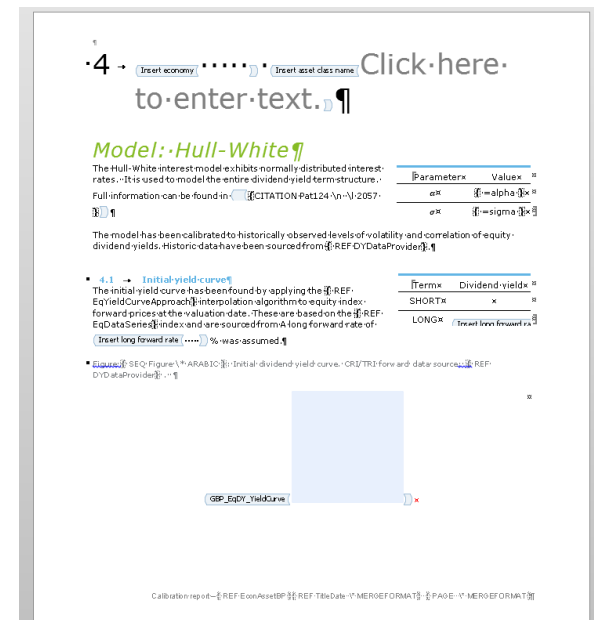 4 Insert economy ..... . Insert asset class name Click here
to enter text. ¶
Model: Hull-White¶
The Hull-White interest model exhibits normally distributed interest
rates. It is used to model the entire dividend yield term structure.
Full information can be found in { CITATION Pat124 \n \l 2057
} ¶
Parameter¤ Value¤ ¤
α¤ { =alpha }¤ ¤
σ¤ { =sigma }¤ ¤
The model has been calibrated to historically observed levels of volatility and correlation of equity
dividend yields. Historic data have been sourced from { REF DYDataProvider}.¶
4.1 → Initial yield curve¶
The initial yield curve has been found by applying the { REF
EqYieldCurveApproach} interpolation algorithm to equity index
forward prices at the valuation date. These are based on the { REF
EqDataSeries} index and are sourced from A long forward rate of
Insert long forward rate ..... % was assumed.¶
Term¤ Dividend yield¤ ¤
SHORT¤ ¤ ¤
LONG¤ Insert long forward ra ¤
Figure { SEQ Figure \* ARABIC }: Initial dividend yield curve. CRI/TRI forward data source: { REF
DYDataProvider} . ¶
¤
GBP_EqDY_YieldCurve ¤
Calibration report – { REF EconAssetBP }{ REF TitleDate \* MERGEFORMAT} { PAGE \* MERGEFORMAT}